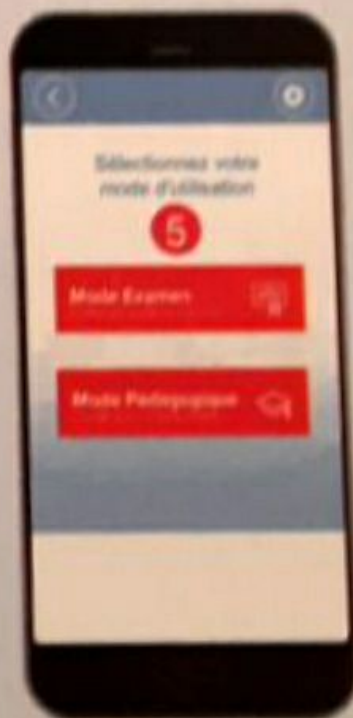 Sélectionnez votre
mode d'utilisation
5
Mode Examen
Mode Pédagogique